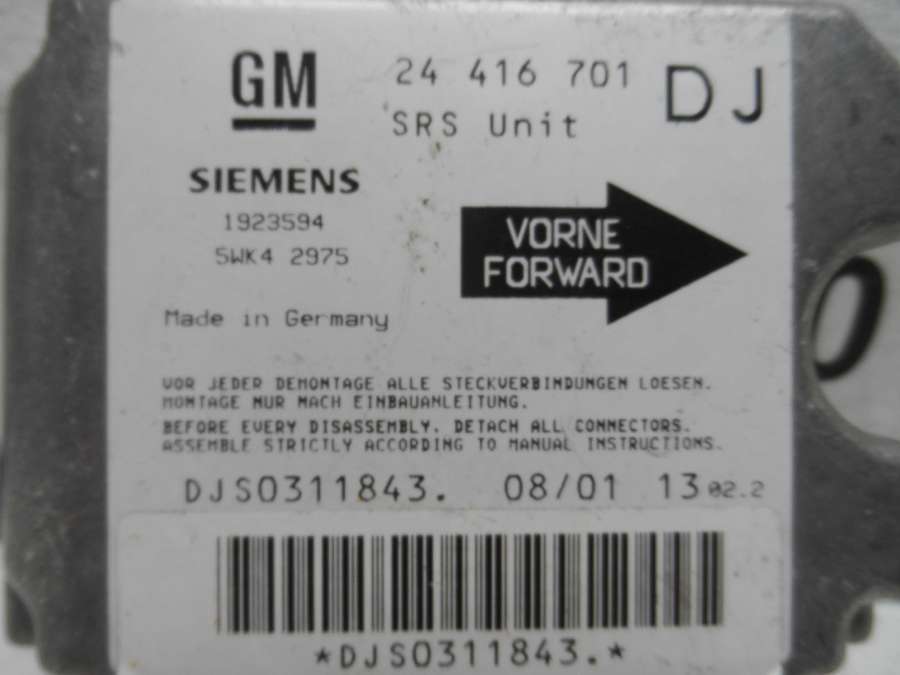 GM 24 416 701 DJ
SRS Unit
SIEMENS
1923594
5WK4 2975
VORNE
FORWARD
Made in Germany
VOR JEDER DEMONTAGE ALLE STECKVERBINDUNGEN LOESEN.
MONTAGE NUR NACH EINBAUANLEITUNG.
BEFORE EVERY DISASSEMBLY, DETACH ALL CONNECTORS.
ASSEMBLE STRICTLY ACCORDING TO MANUAL INSTRUCTIONS.
DJS0311843. 08/01 13 02.2
*DJS0311843.*